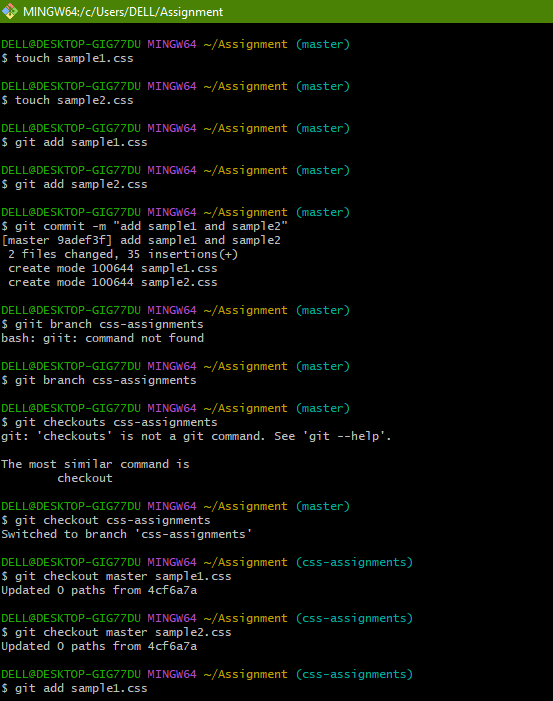 MINGW64:/c/Users/DELL/Assignment
DELL@DESKTOP-GIG77DU MINGW64 ~/Assignment (master)
$ touch sample1.css
DELL@DESKTOP-GIG77DU MINGW64 ~/Assignment (master)
$ touch sample2.css
DELL@DESKTOP-GIG77DU MINGW64 ~/Assignment (master)
$ git add sample1.css
DELL@DESKTOP-GIG77DU MINGW64 ~/Assignment (master)
$ git add sample2.css
DELL@DESKTOP-GIG77DU MINGW64 ~/Assignment (master)
$ git commit -m "add sample1 and sample2"
[master 9adef3f] add sample1 and sample2
 2 files changed, 35 insertions(+)
 create mode 100644 sample1.css
 create mode 100644 sample2.css
DELL@DESKTOP-GIG77DU MINGW64 ~/Assignment (master)
$ giit branch css-assignments
bash: giit: command not found
DELL@DESKTOP-GIG77DU MINGW64 ~/Assignment (master)
$ git branch css-assignments
DELL@DESKTOP-GIG77DU MINGW64 ~/Assignment (master)
$ git checkouts css-assignments
git: 'checkouts' is not a git command. See 'git --help'.
The most similar command is
        checkout
DELL@DESKTOP-GIG77DU MINGW64 ~/Assignment (master)
$ git checkout css-assignments
Switched to branch 'css-assignments'
DELL@DESKTOP-GIG77DU MINGW64 ~/Assignment (css-assignments)
$ git checkout master sample1.css
Updated 0 paths from 4cf6a7a
DELL@DESKTOP-GIG77DU MINGW64 ~/Assignment (css-assignments)
$ git checkout master sample2.css
Updated 0 paths from 4cf6a7a
DELL@DESKTOP-GIG77DU MINGW64 ~/Assignment (css-assignments)
$ git add sample1.css